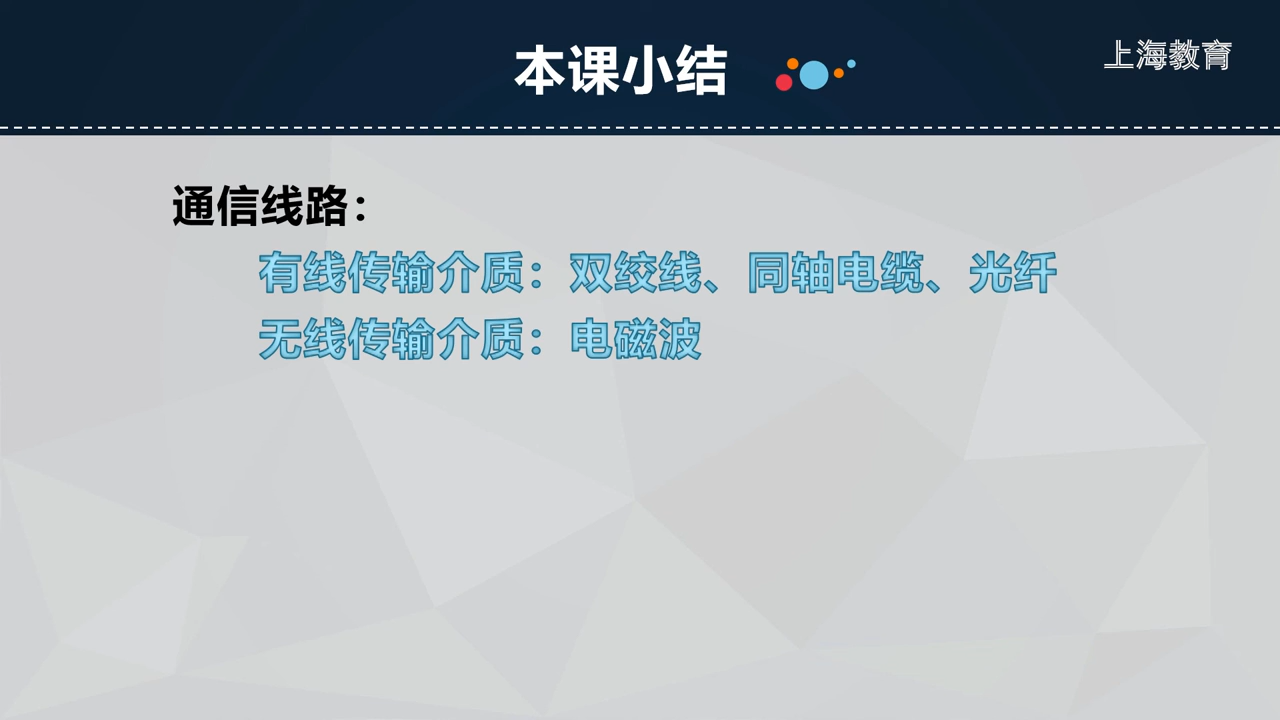 本课小结
上海教育
通信线路：
有线传输介质：双绞线、同轴电缆、光纤
无线传输介质：电磁波